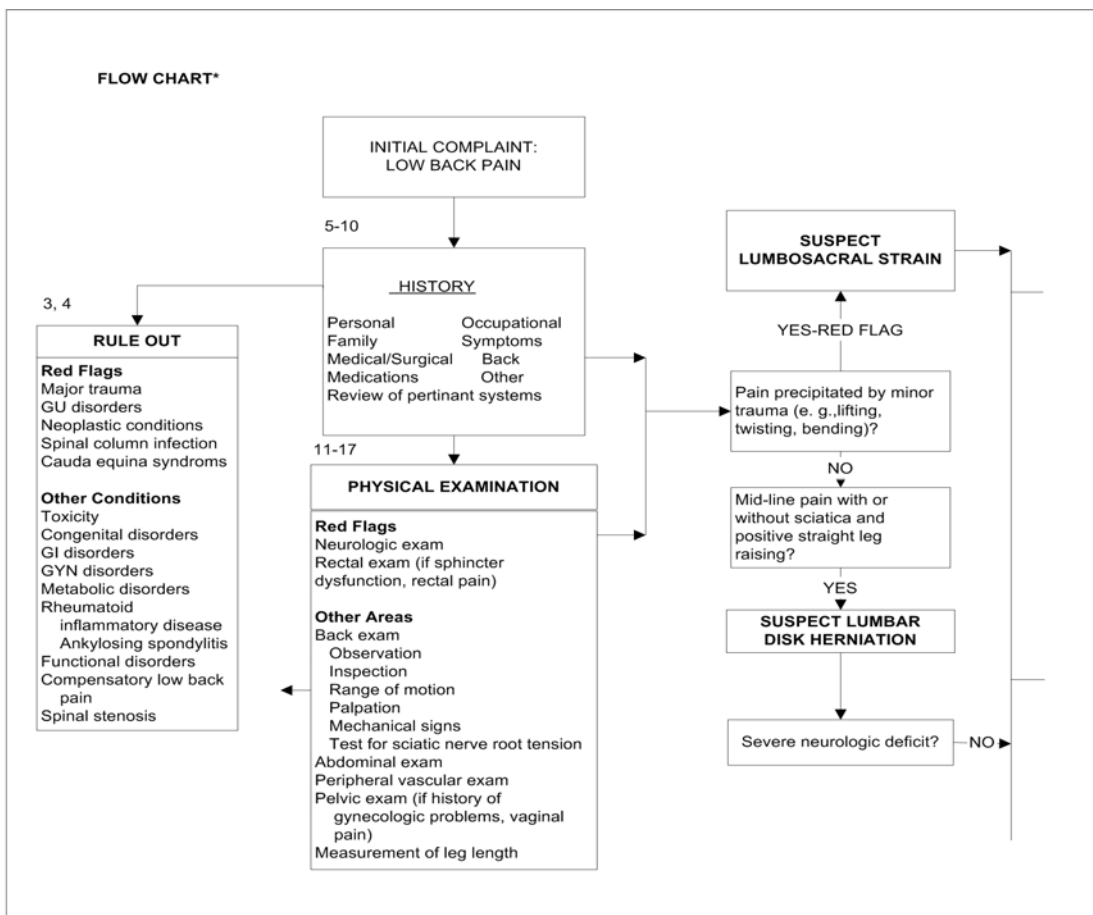 FLOW CHART*
INITIAL COMPLAINT:
LOW BACK PAIN
5-10
HISTORY
Personal Occupational
Family Symptoms
Medical/Surgical Back
Medications Other
Review of pertinant systems
3, 4
RULE OUT
Red Flags
Major trauma
GU disorders
Neoplastic conditions
Spinal column infection
Cauda equina syndroms
Other Conditions
Toxicity
Congenital disorders
GI disorders
GYN disorders
Metabolic disorders
Rheumatoid
inflammatory disease
Ankylosing spondylitis
Functional disorders
Compensatory low back
pain
Spinal stenosis
11-17
PHYSICAL EXAMINATION
Red Flags
Neurologic exam
Rectal exam (if sphincter
dysfunction, rectal pain)
Other Areas
Back exam
Observation
Inspection
Range of motion
Palpation
Mechanical signs
Test for sciatic nerve root tension
Abdominal exam
Peripheral vascular exam
Pelvic exam (if history of
gynecologic problems, vaginal
pain)
Measurement of leg length
SUSPECT
LUMBOSACRAL STRAIN
YES-RED FLAG
Pain precipitated by minor
trauma (e. g.,lifting,
twisting, bending)?
NO
Mid-line pain with or
without sciatica and
positive straight leg
raising?
YES
SUSPECT LUMBAR
DISK HERNIATION
Severe neurologic deficit?
NO